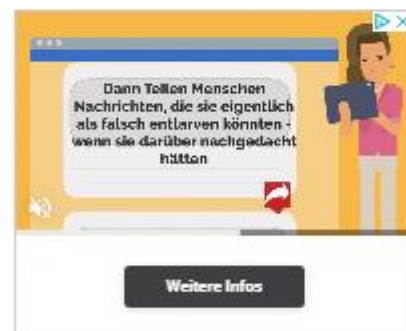 Dann Teilen Menschen
Nachrichten, die sie eigentlich
als falsch entlarven könnten -
wenn sie darüber nachgedacht
hätten
Weitere Infos